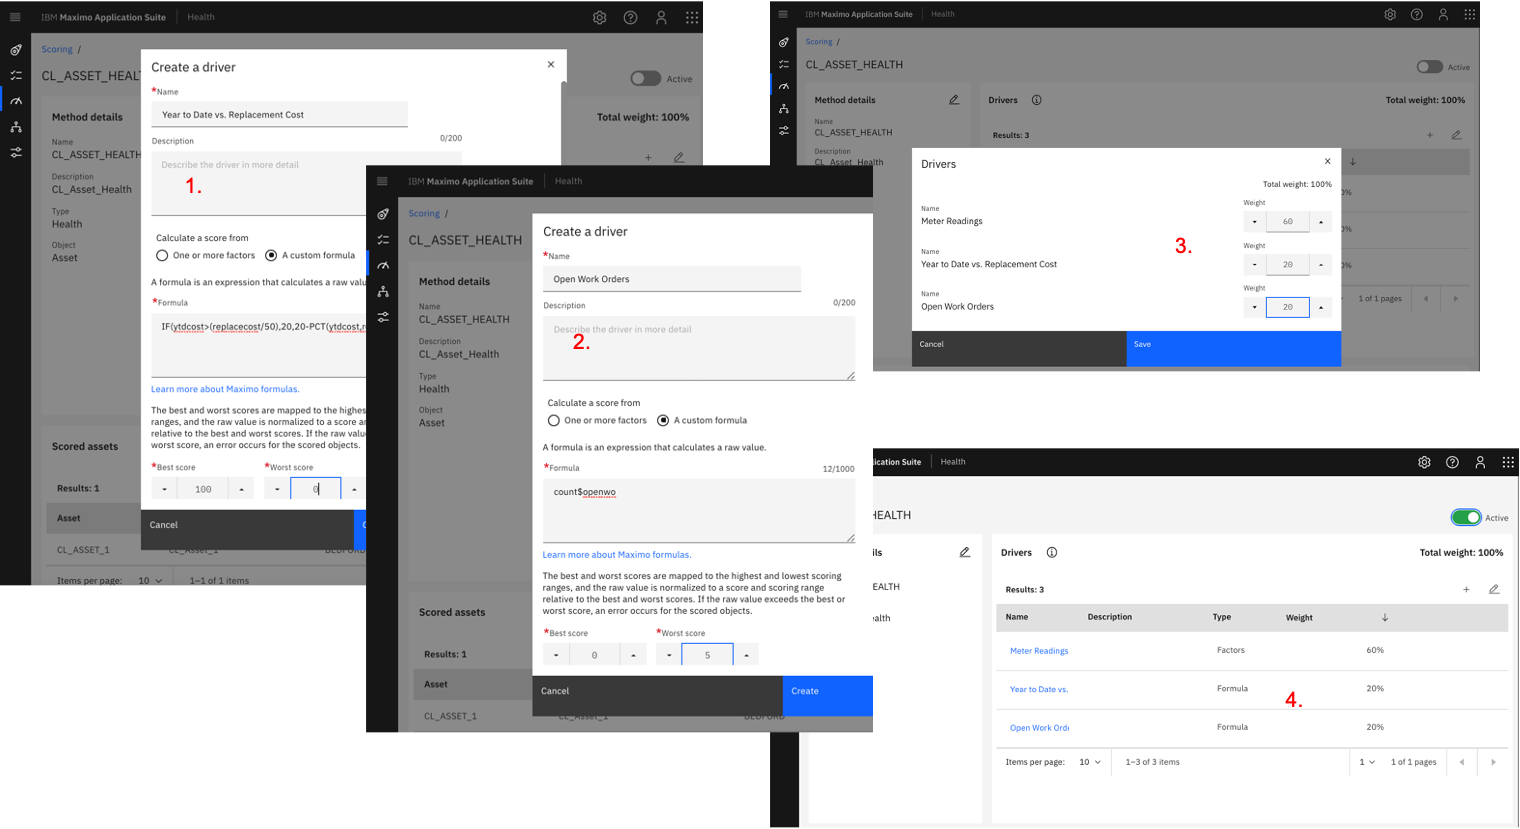 IBM Maximo Application Suite
Health
Scoring /
CL_ASSET_HEALT
Active
Method details
Name
CL_ASSET_HEALTH
Description
CL_Asset_Health
Type
Health
Object
Asset
Total weight: 100%
Scored assets
Results: 1
Asset
CL_ASSET_1
CL_Asset_1
BEDFORD
Items per page: 10
1–1 of 1 items
Create a driver
*Name
Year to Date vs. Replacement Cost
0/200
Description
Describe the driver in more detail
1.
Calculate a score from
One or more factors
A custom formula
A formula is an expression that calculates a raw valu
*Formula
IF(ytdcost>(replacecost/50),20,20-PCT(ytdcost,r
Learn more about Maximo formulas.
The best and worst scores are mapped to the highest
ranges, and the raw value is normalized to a score an
relative to the best and worst scores. If the raw valu
worst score, an error occurs for the scored objects.
*Best score
*Worst score
100
0
Cancel
C
IBM Maximo Application Suite
Health
Scoring /
CL_ASSET_HEALTH
Method details
Name
CL_ASSET_HEALTH
Description
CL_Asset_Health
Type
Health
Object
Asset
Scored assets
Results: 1
Asset
CL_ASSET_1
CL_Asset_1
BEDFORD
Create a driver
*Name
Open Work Orders
0/200
Description
Describe the driver in more detail
2.
Calculate a score from
One or more factors
A custom formula
A formula is an expression that calculates a raw value.
*Formula
12/1000
count$openwo
Learn more about Maximo formulas.
The best and worst scores are mapped to the highest and lowest scoring
ranges, and the raw value is normalized to a score and scoring range
relative to the best and worst scores. If the raw value exceeds the best or
worst score, an error occurs for the scored objects.
*Best score
*Worst score
0
5
Cancel
Create
IBM Maximo Application Suite
Health
Scoring /
CL_ASSET_HEALTH
Active
Method details
Name
CL_ASSET_HEALTH
Description
CL_Asset_Health
Drivers
Total weight: 100%
Results: 3
1 of 1 pages
Drivers
Total weight: 100%
Name
Meter Readings
Weight
60
Name
Year to Date vs. Replacement Cost
Weight
20
Name
Open Work Orders
Weight
20
3.
Cancel
Save
lication Suite
Health
HEALTH
Active
ils
EALTH
ealth
Drivers
Total weight: 100%
Results: 3
Name Description Type Weight
Meter Readings Factors 60%
Year to Date vs. Formula 20%
4.
Open Work Orde Formula 20%
Items per page: 10
1–3 of 3 items
1
1 of 1 pages